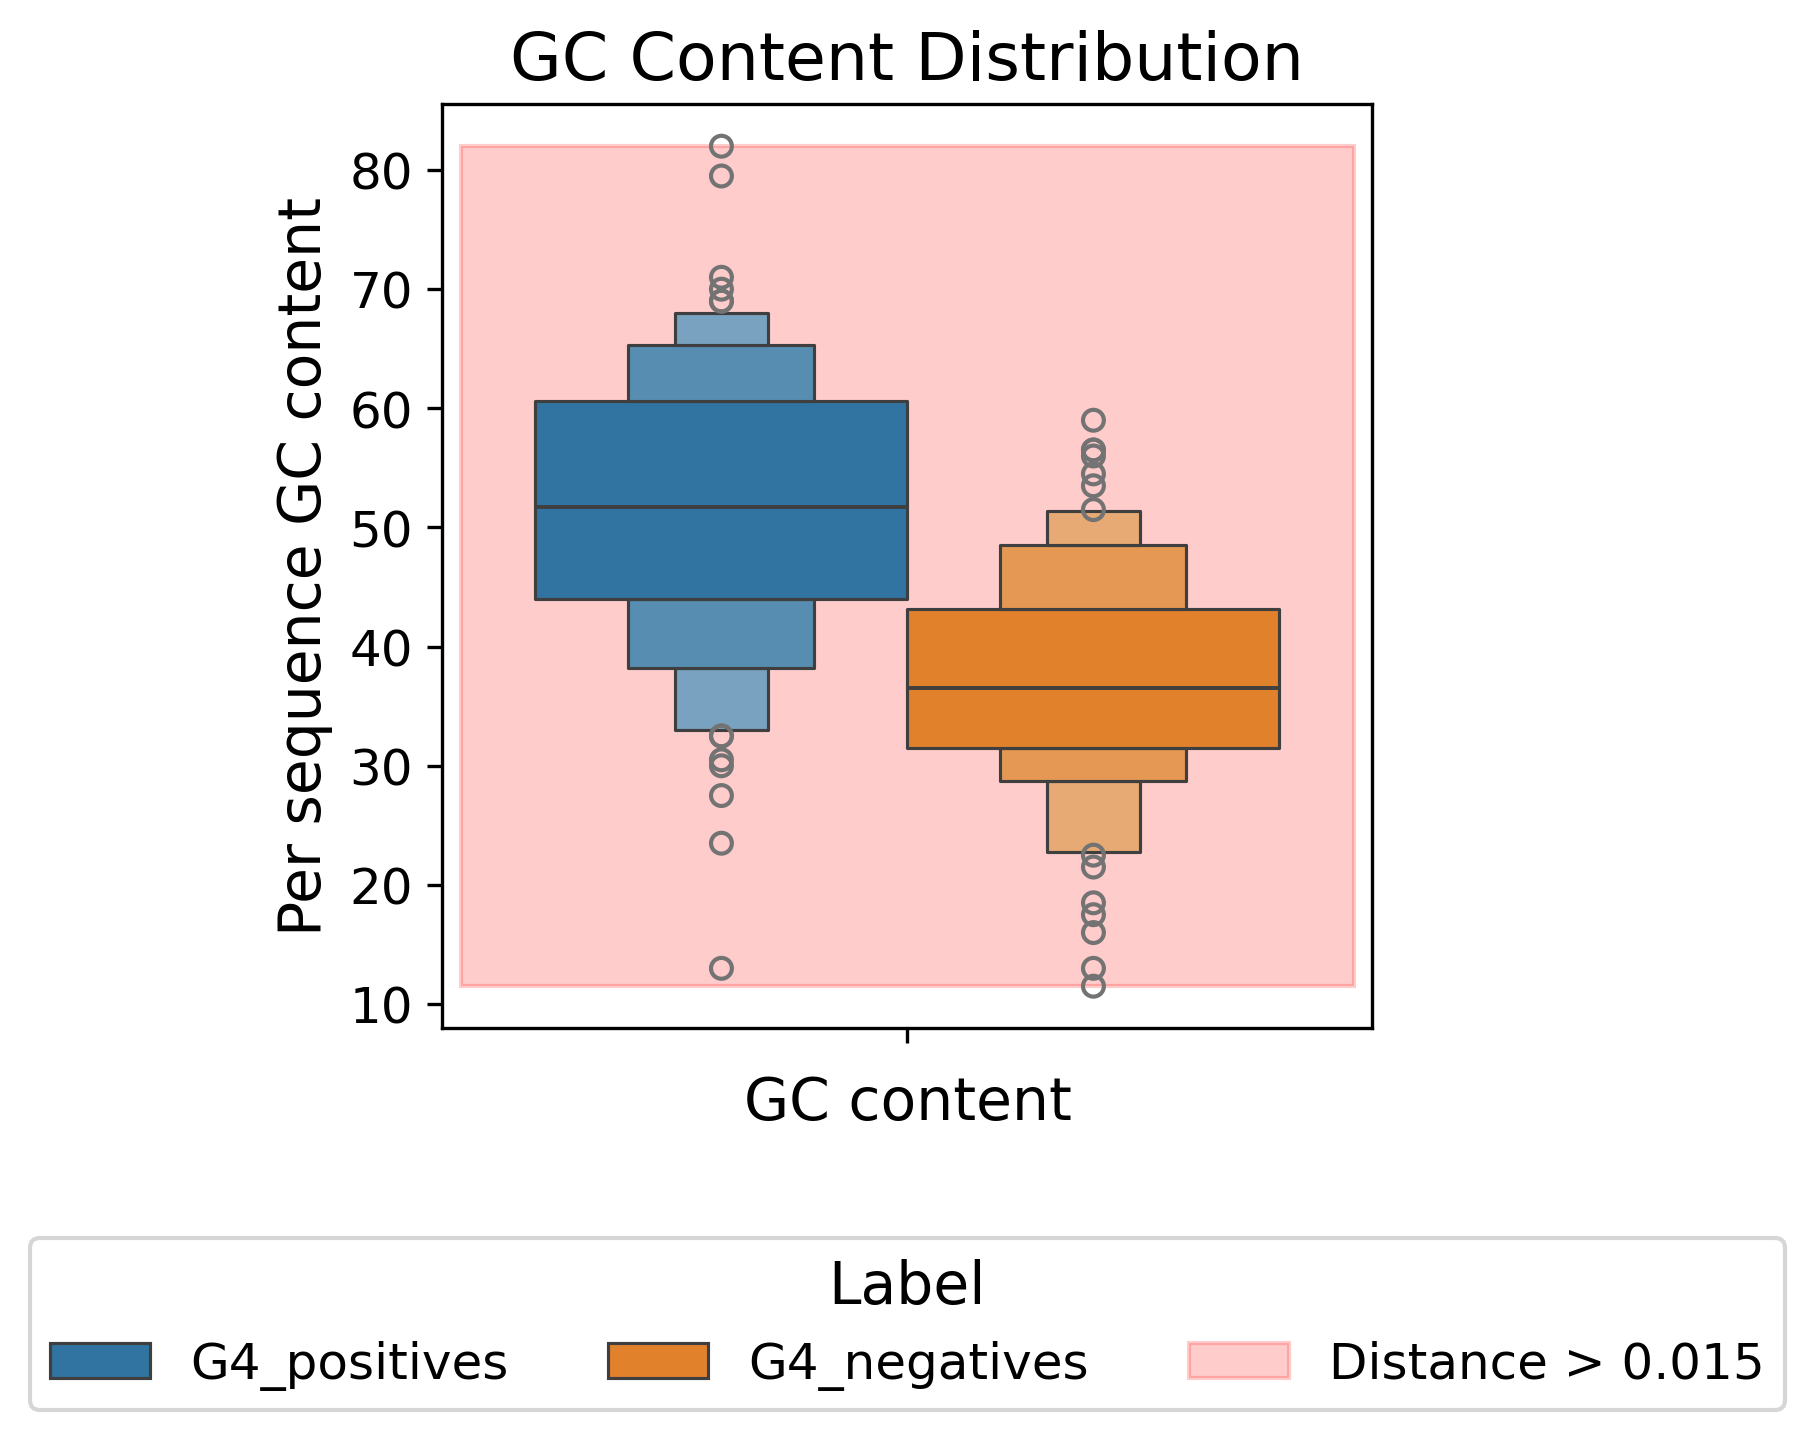 GC Content Distribution
Per sequence GC content
80
70
60
50
40
30
20
10
GC content
Label
G4_positives
G4_negatives
Distance > 0.015